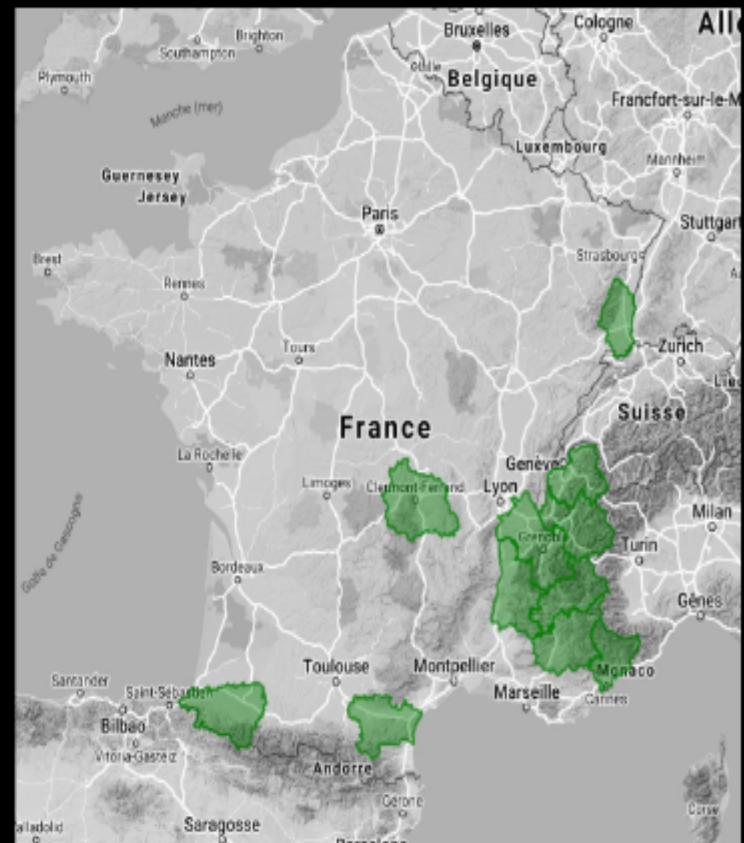 Bruxelles
Cologne
Alle
Brighton
Southampton
Lille
Plymouth
Belgique
Francfort-sur-le-M
Manche (mer)
Luxembourg
Mannheim
Guernesey
Jersey
Paris
Stuttgart
Brest
Strasbourg
Rennes
Zurich
Tours
Nantes
Suisse
France
La Rochelle
Genève
Limoges
Clermont-Ferrand
Lyon
Milan
Grenoble
Turin
Golfe de Gascogne
Bordeaux
Gênes
Toulouse
Montpellier
Monaco
Santander
Saint-Sébastien
Marseille
Cannes
Bilbao
Vitoria-Gasteiz
Andorre
Gérone
Corse
alladolid
Saragosse